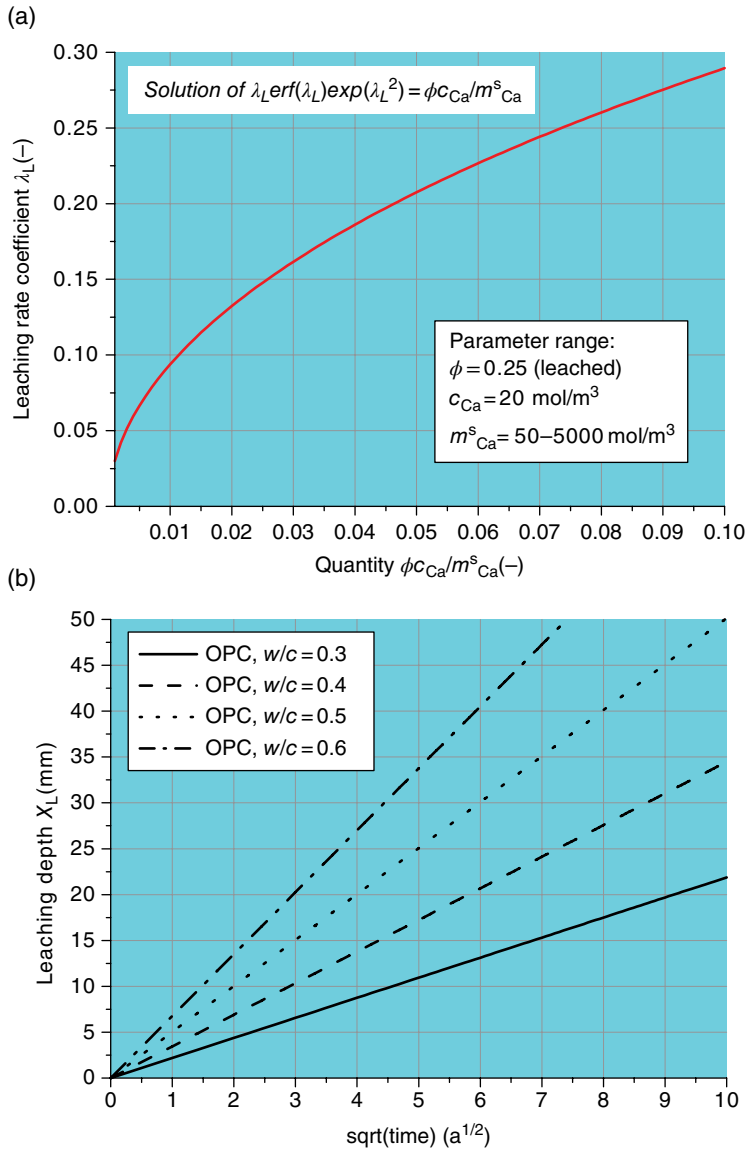 (a)
0.30
0.25
0.20
0.15
0.10
0.05
0.00
Leaching rate coefficient λL(–)
Solution of λLerf(λL)exp(λL²) = ϕcCa/mˢCa
Parameter range:
ϕ = 0.25 (leached)
cCa = 20 mol/m³
mˢCa = 50–5000 mol/m³
0.01 0.02 0.03 0.04 0.05 0.06 0.07 0.08 0.09 0.10
Quantity ϕcCa/mˢCa(–)
(b)
50
45
40
35
30
25
20
15
10
5
0
Leaching depth XL(mm)
OPC, w/c = 0.3
OPC, w/c = 0.4
OPC, w/c = 0.5
OPC, w/c = 0.6
0 1 2 3 4 5 6 7 8 9 10
sqrt(time) (a¹/²)